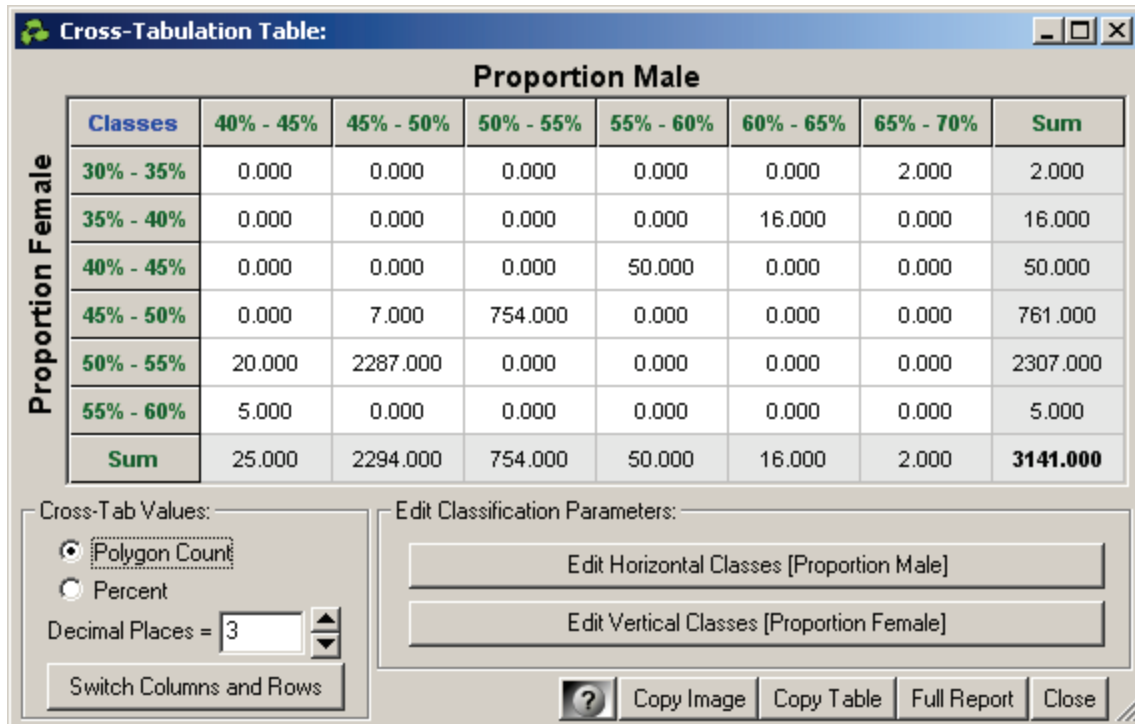 Cross-Tabulation Table:
Proportion Male
Proportion Female
Classes 40% - 45% 45% - 50% 50% - 55% 55% - 60% 60% - 65% 65% - 70% Sum
30% - 35% 0.000 0.000 0.000 0.000 0.000 2.000 2.000
35% - 40% 0.000 0.000 0.000 0.000 16.000 0.000 16.000
40% - 45% 0.000 0.000 0.000 50.000 0.000 0.000 50.000
45% - 50% 0.000 7.000 754.000 0.000 0.000 0.000 761.000
50% - 55% 20.000 2287.000 0.000 0.000 0.000 0.000 2307.000
55% - 60% 5.000 0.000 0.000 0.000 0.000 0.000 5.000
Sum 25.000 2294.000 754.000 50.000 16.000 2.000 3141.000
Cross-Tab Values:
Polygon Count
Percent
Decimal Places = 3
Switch Columns and Rows
Edit Classification Parameters:
Edit Horizontal Classes [Proportion Male]
Edit Vertical Classes [Proportion Female]
? Copy Image Copy Table Full Report Close